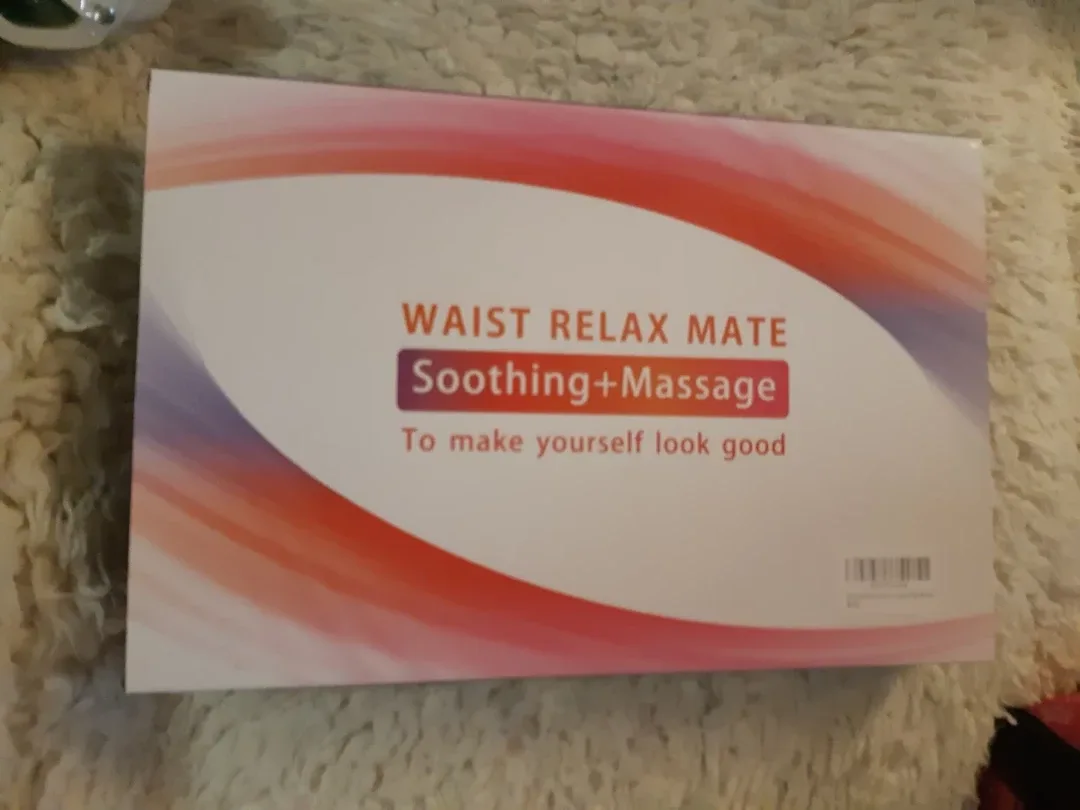 WAIST RELAX MATE
Soothing+Massage
To make yourself look good